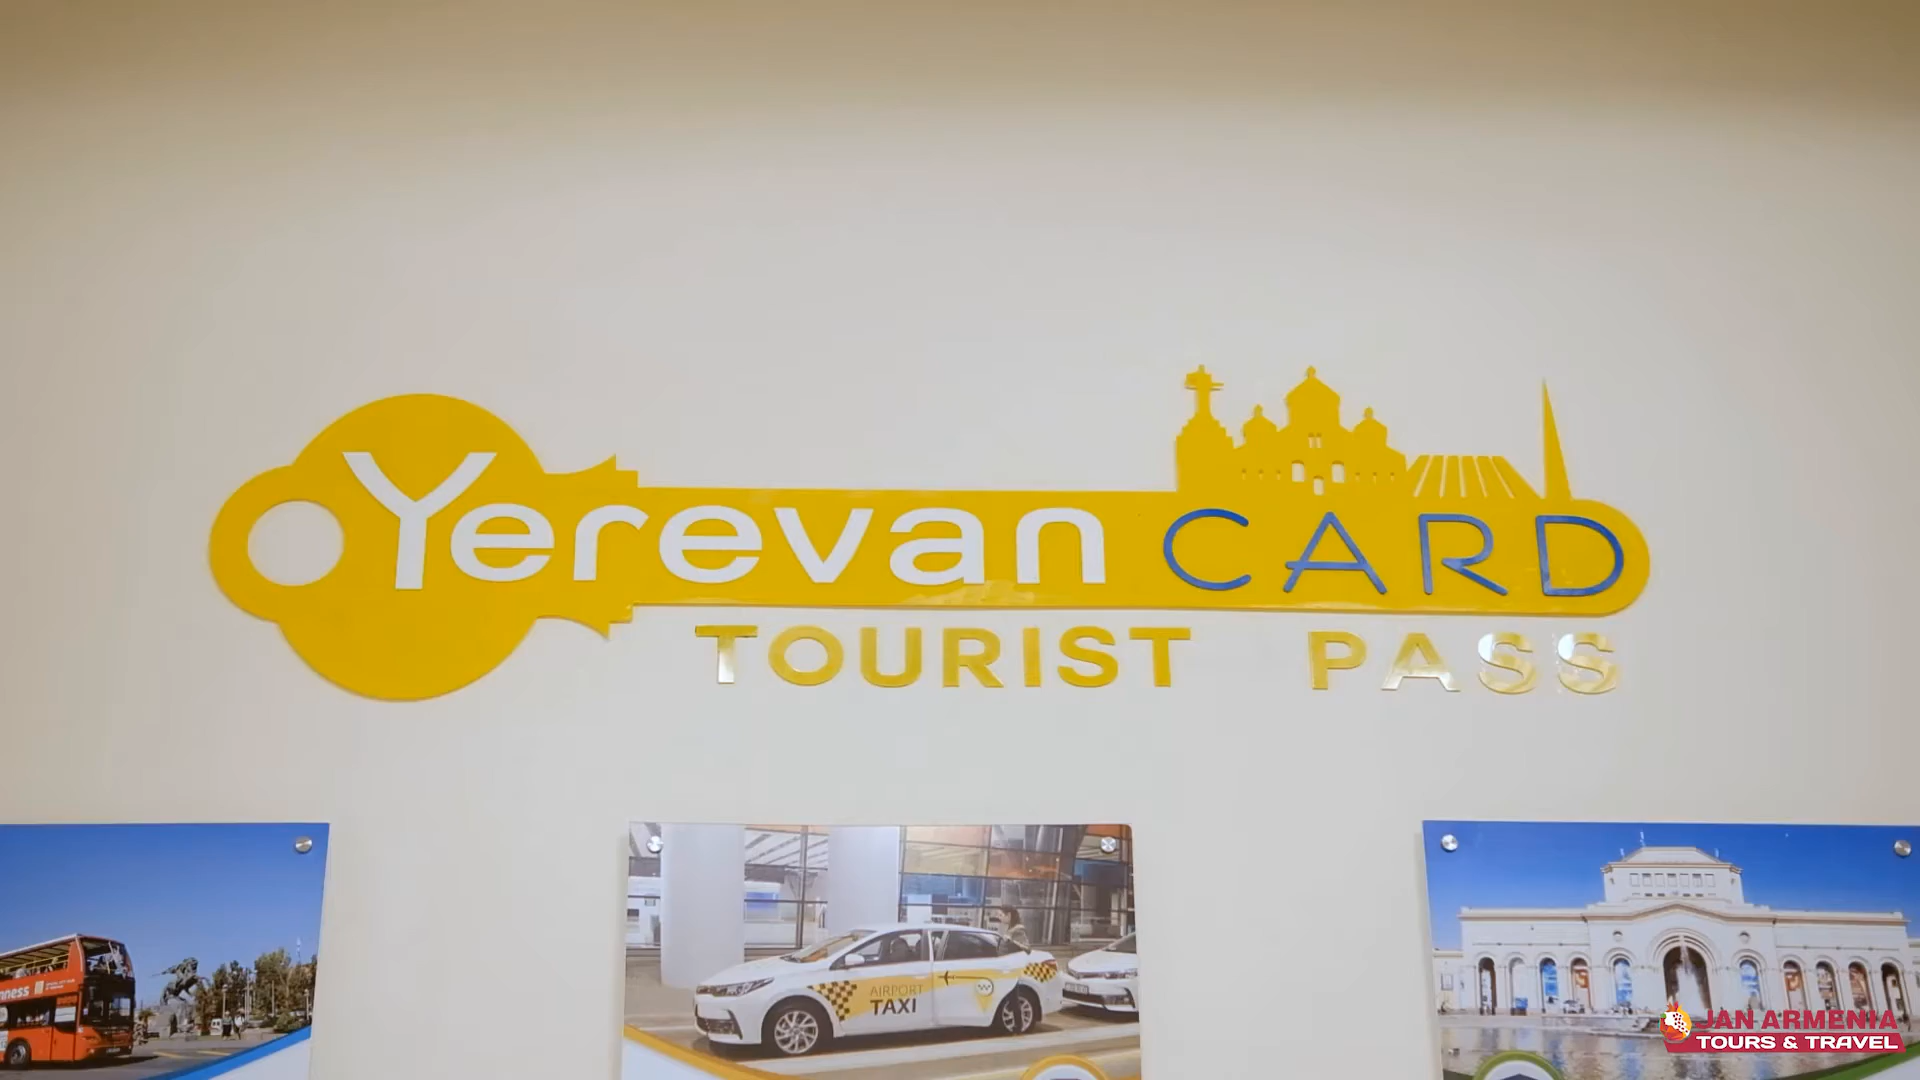 Yerevan CARD
TOURIST PASS
AIRPORT
TAXI
JAN ARMENIA
TOURS & TRAVEL